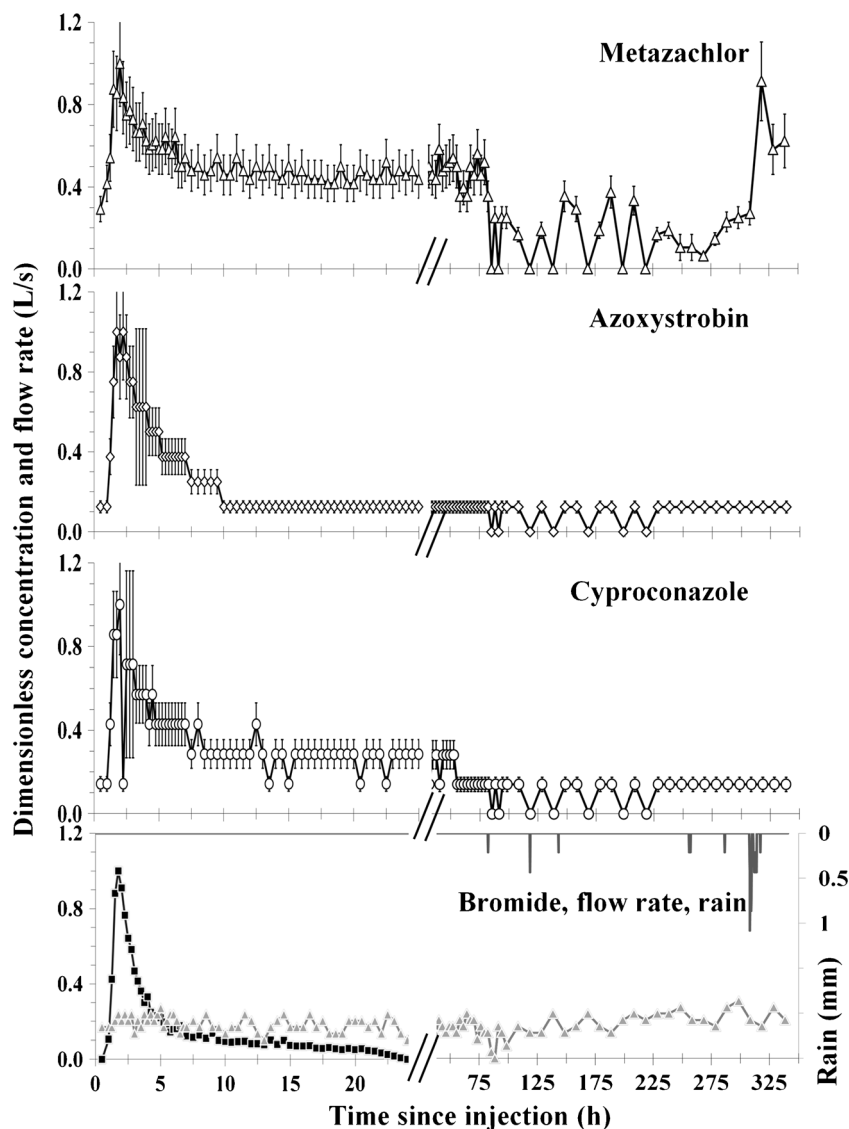 Dimensionless concentration and flow rate (L/s)
1.2
0.8
0.4
0.0
Metazachlor
1.2
0.8
0.4
0.0
Azoxystrobin
1.2
0.8
0.4
0.0
Cyproconazole
1.2
0.8
0.4
0.0
Bromide, flow rate, rain
0
0.5
1
Rain (mm)
0 5 10 15 20 75 125 175 225 275 325
Time since injection (h)